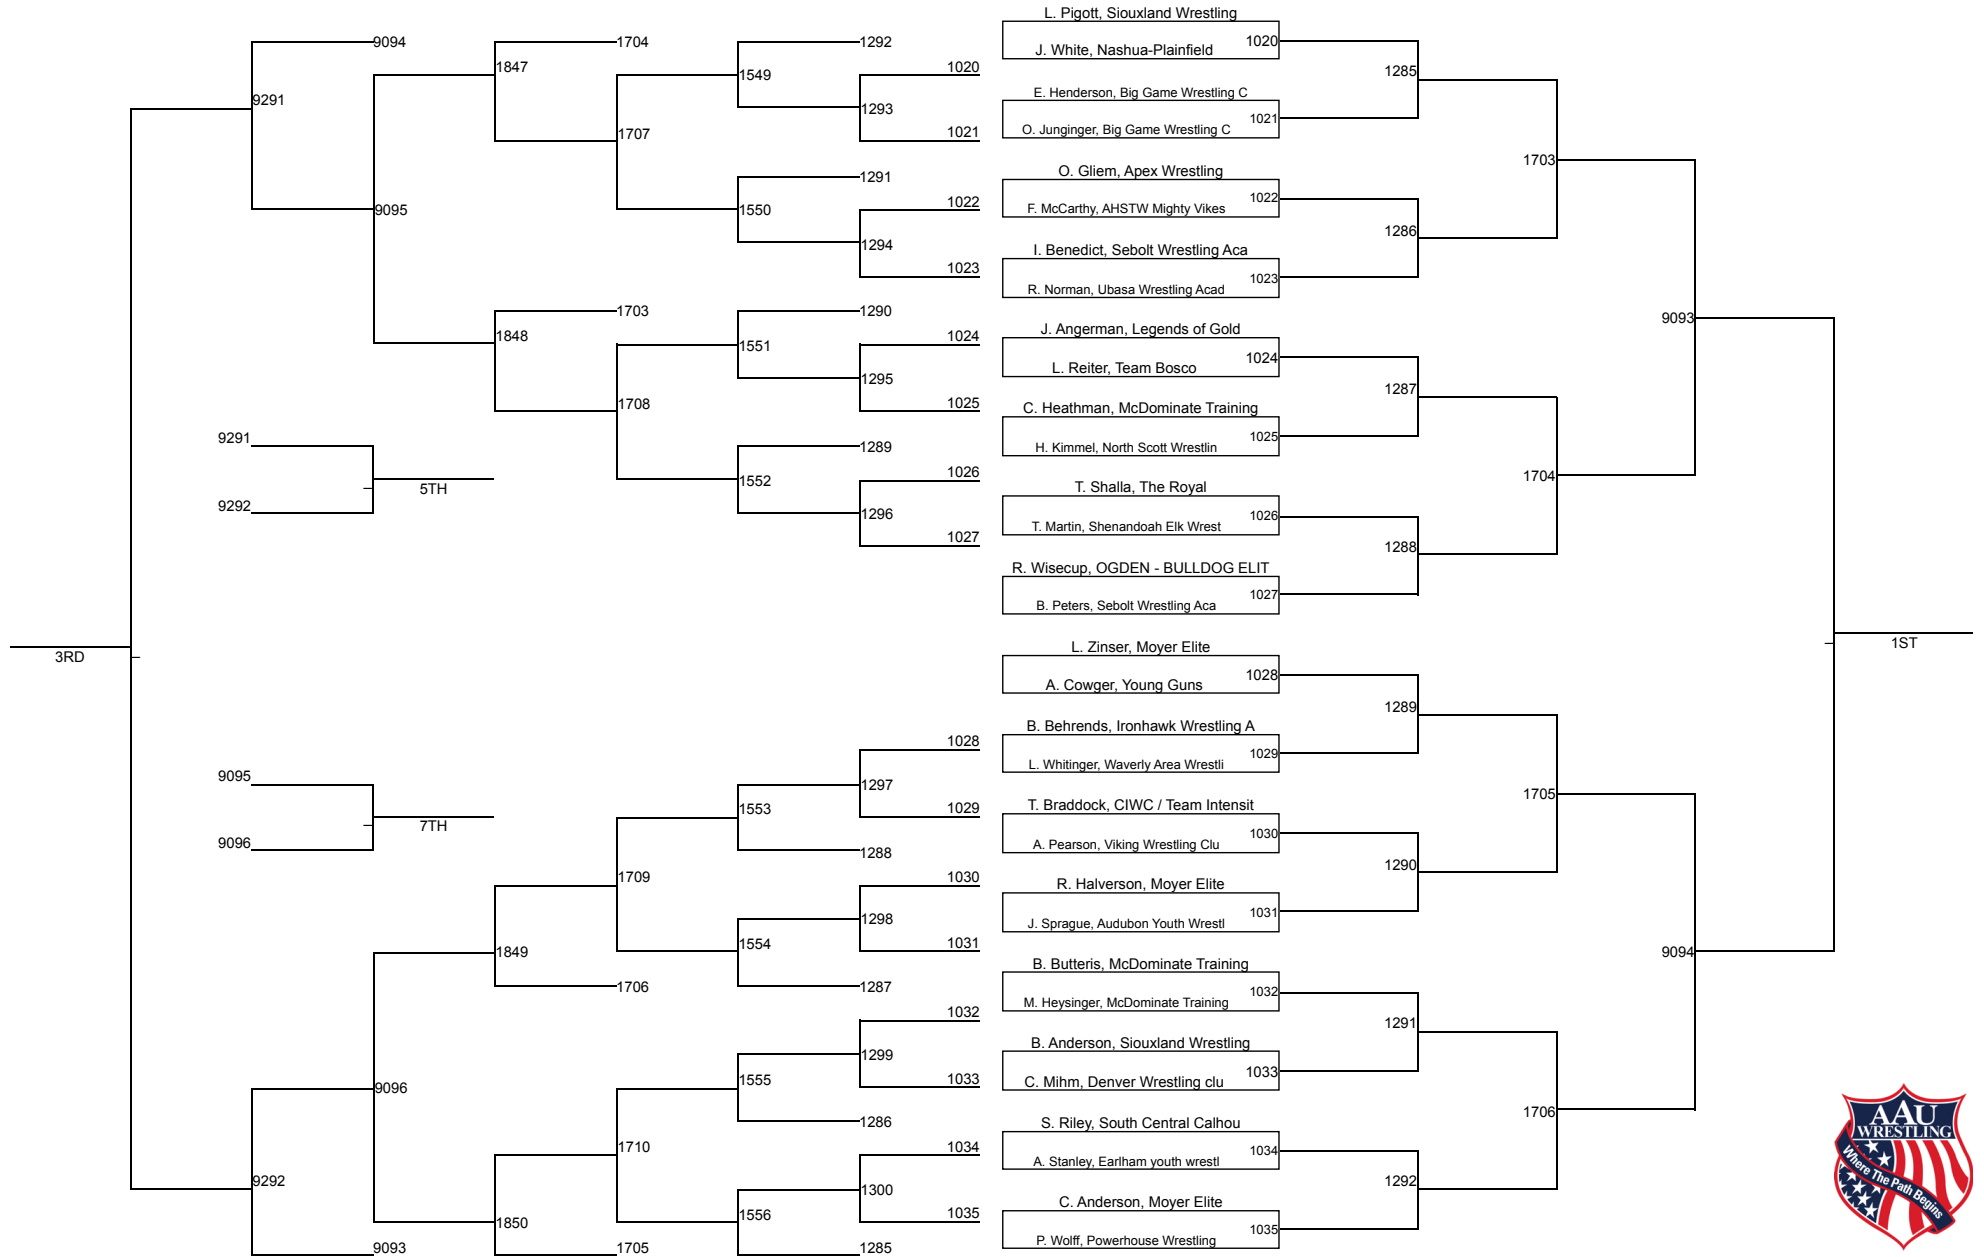 L. Pigott, Siouxland Wrestling
9094
1704
1292
J. White, Nashua-Plainfield
1020
1847
1020
1285
1549
E. Henderson, Big Game Wrestling C
9291
1293
1021
O. Junginger, Big Game Wrestling C
1707
1021
1703
O. Gliem, Apex Wrestling
1291
1022
1022
F. McCarthy, AHSTW Mighty Vikes
9095
1550
1286
1294
I. Benedict, Sebolt Wrestling Aca
1023
1023
R. Norman, Ubasa Wrestling Acad
1703
1290
9093
J. Angerman, Legends of Gold
1848
1024
1551
1024
L. Reiter, Team Bosco
1295
1287
1708
1025
C. Heathman, McDominate Training
9291
1025
H. Kimmel, North Scott Wrestlin
1289
1026
1704
1552
5TH
T. Shalla, The Royal
9292
1296
1026
T. Martin, Shenandoah Elk Wrest
1027
1288
R. Wisecup, OGDEN - BULLDOG ELIT
1027
B. Peters, Sebolt Wrestling Aca
3RD
1ST
L. Zinser, Moyer Elite
1028
A. Cowger, Young Guns
1289
B. Behrends, Ironhawk Wrestling A
1028
1029
L. Whitinger, Waverly Area Wrestli
9095
1297
1705
T. Braddock, CIWC / Team Intensit
1553
1029
7TH
1030
9096
A. Pearson, Viking Wrestling Clu
1288
1290
1709
1030
R. Halverson, Moyer Elite
1298
1031
J. Sprague, Audubon Youth Wrestl
1554
1031
1849
9094
B. Butteris, McDominate Training
1706
1287
1032
M. Heysinger, McDominate Training
1032
1291
B. Anderson, Siouxland Wrestling
1299
1033
1033
C. Mihm, Denver Wrestling clu
9096
1555
1706
S. Riley, South Central Calhou
1286
1710
1034
1034
A. Stanley, Earlham youth wrestl
9292
1300
1292
C. Anderson, Moyer Elite
1850
1556
1035
1035
P. Wolff, Powerhouse Wrestling
9093
1705
1285
AAU
WRESTLING
Where The Path Begins